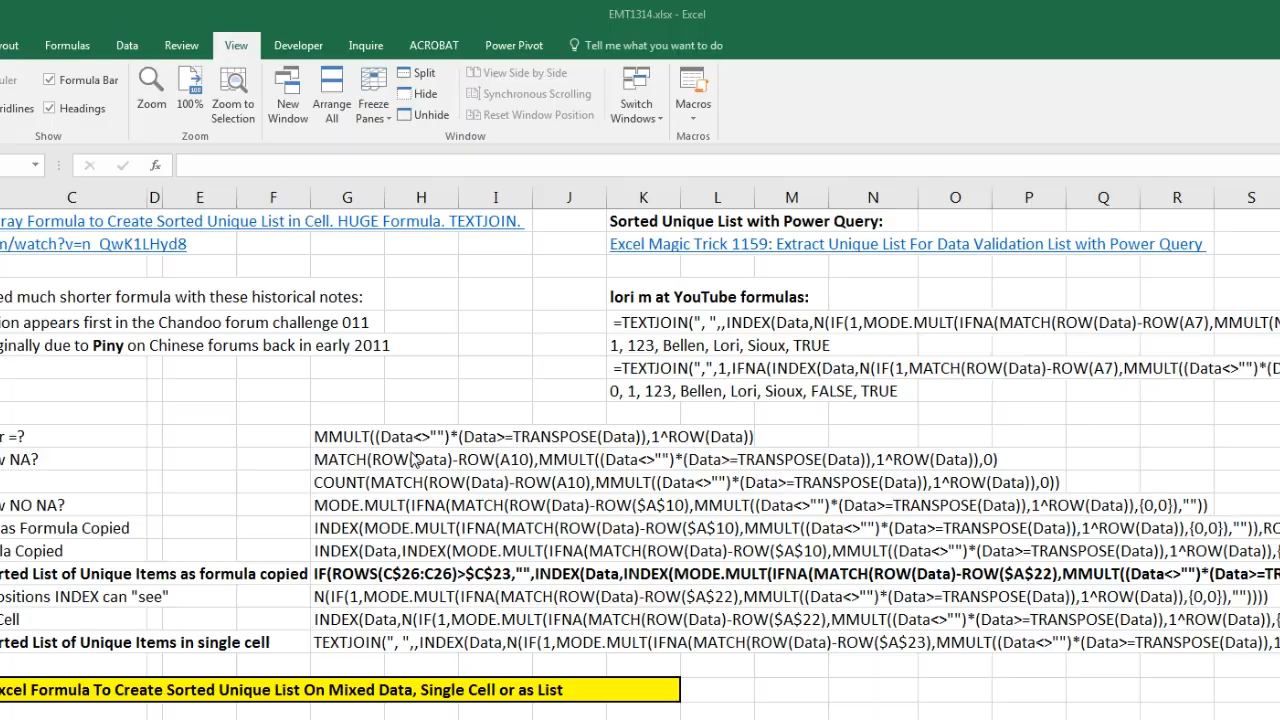 EMT1314.xlsx - Excel
out Formulas Data Review View Developer Inquire ACROBAT Power Pivot Tell me what you want to do
uler Formula Bar Zoom 100% Zoom to Selection New Window Arrange All Freeze Panes Split Hide Unhide View Side by Side Synchronous Scrolling Reset Window Position Switch Windows Macros
ridlines Headings
Show Zoom Window Macros
fx
C D E F G H I J K L M N O P Q R S
ray Formula to Create Sorted Unique List in Cell. HUGE Formula. TEXTJOIN. Sorted Unique List with Power Query:
m/watch?v=n_QwK1LHyd8 Excel Magic Trick 1159: Extract Unique List For Data Validation List with Power Query
ed much shorter formula with these historical notes: lori m at YouTube formulas:
ion appears first in the Chandoo forum challenge 011 =TEXTJOIN(", ",,INDEX(Data,N(IF(1,MODE.MULT(IFNA(MATCH(ROW(Data)-ROW(A7),MMULT(
ginally due to Piny on Chinese forums back in early 2011 1, 123, Bellen, Lori, Sioux, TRUE
=TEXTJOIN(",",1,IFNA(INDEX(Data,N(IF(1,MATCH(ROW(Data)-ROW(A7),MMULT((Data<>"")*(D
0, 1, 123, Bellen, Lori, Sioux, FALSE, TRUE
r =? MMULT((Data<>"")*(Data>=TRANSPOSE(Data)),1^ROW(Data))
w NA? MATCH(ROW(Data)-ROW(A10),MMULT((Data<>"")*(Data>=TRANSPOSE(Data)),1^ROW(Data)),0)
COUNT(MATCH(ROW(Data)-ROW(A10),MMULT((Data<>"")*(Data>=TRANSPOSE(Data)),1^ROW(Data)),0))
w NO NA? MODE.MULT(IFNA(MATCH(ROW(Data)-ROW($A$10),MMULT((Data<>"")*(Data>=TRANSPOSE(Data)),1^ROW(Data)),{0,0}),""))
as Formula Copied INDEX(MODE.MULT(IFNA(MATCH(ROW(Data)-ROW($A$10),MMULT((Data<>"")*(Data>=TRANSPOSE(Data)),1^ROW(Data)),{0,0}),"")),RO
la Copied INDEX(Data,INDEX(MODE.MULT(IFNA(MATCH(ROW(Data)-ROW($A$10),MMULT((Data<>"")*(Data>=TRANSPOSE(Data)),1^ROW(Data)),{
rted List of Unique Items as formula copied IF(ROWS(C$26:C26)>$C$23,"",INDEX(Data,INDEX(MODE.MULT(IFNA(MATCH(ROW(Data)-ROW($A$22),MMULT((Data<>"")*(Data>=TR
ositions INDEX can "see" N(IF(1,MODE.MULT(IFNA(MATCH(ROW(Data)-ROW($A$22),MMULT((Data<>"")*(Data>=TRANSPOSE(Data)),1^ROW(Data)),{0,0}),""))))
Cell INDEX(Data,N(IF(1,MODE.MULT(IFNA(MATCH(ROW(Data)-ROW($A$22),MMULT((Data<>"")*(Data>=TRANSPOSE(Data)),1^ROW(Data)),{
rted List of Unique Items in single cell TEXTJOIN(", ",,INDEX(Data,N(IF(1,MODE.MULT(IFNA(MATCH(ROW(Data)-ROW($A$23),MMULT((Data<>"")*(Data>=TRANSPOSE(Data)),1
xcel Formula To Create Sorted Unique List On Mixed Data, Single Cell or as List